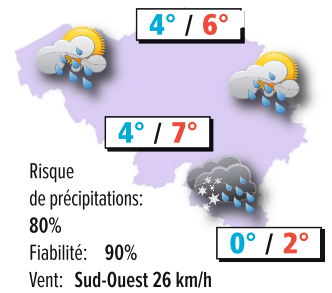 4° / 6°
4° / 7°
0° / 2°
Risque
de précipitations:
80%
Fiabilité: 90%
Vent: Sud-Ouest 26 km/h